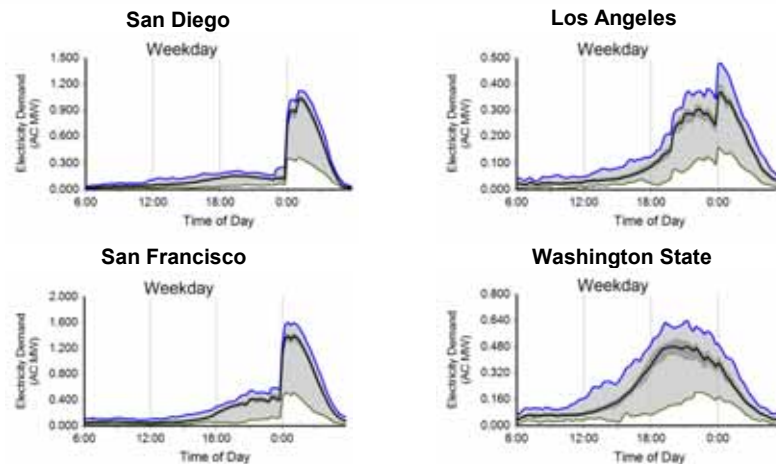 San Diego
Weekday
Electricity Demand
(AC MW)
1.500
1.200
0.900
0.600
0.300
0.000
6:00
12:00
18:00
0:00
Time of Day
Los Angeles
Weekday
Electricity Demand
(AC MW)
0.500
0.400
0.300
0.200
0.100
0.000
6:00
12:00
18:00
0:00
Time of Day
San Francisco
Weekday
Electricity Demand
(AC MW)
2.000
1.600
1.200
0.800
0.400
0.000
6:00
12:00
18:00
0:00
Time of Day
Washington State
Weekday
Electricity Demand
(AC MW)
0.800
0.640
0.480
0.320
0.160
0.000
6:00
12:00
18:00
0:00
Time of Day